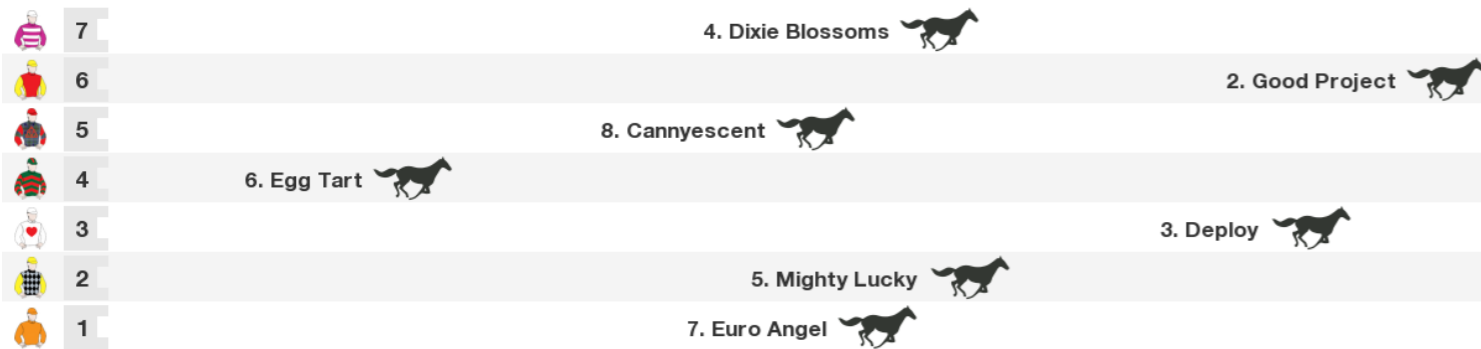 7 4. Dixie Blossoms
6 2. Good Project
5 8. Cannyescent
4 6. Egg Tart
3 3. Deploy
2 5. Mighty Lucky
1 7. Euro Angel